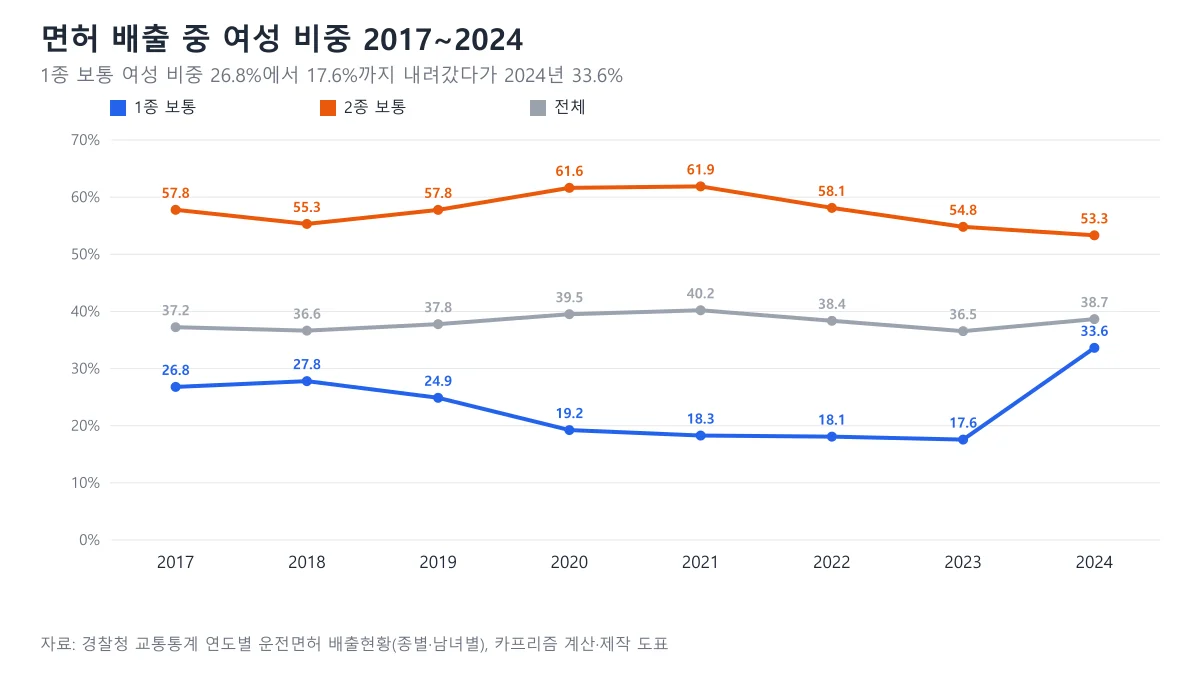 면허 배출 중 여성 비중 2017~2024
1종 보통 여성 비중 26.8%에서 17.6%까지 내려갔다가 2024년 33.6%
1종 보통 2종 보통 전체
70%
60%
50%
40%
30%
20%
10%
0%
57.8 55.3 57.8 61.6 61.9 58.1 54.8 53.3
37.2 36.6 37.8 39.5 40.2 38.4 36.5 38.7
26.8 27.8 24.9 19.2 18.3 18.1 17.6 33.6
2017 2018 2019 2020 2021 2022 2023 2024
자료: 경찰청 교통통계 연도별 운전면허 배출현황(종별·남녀별), 카프리즘 계산·제작 도표